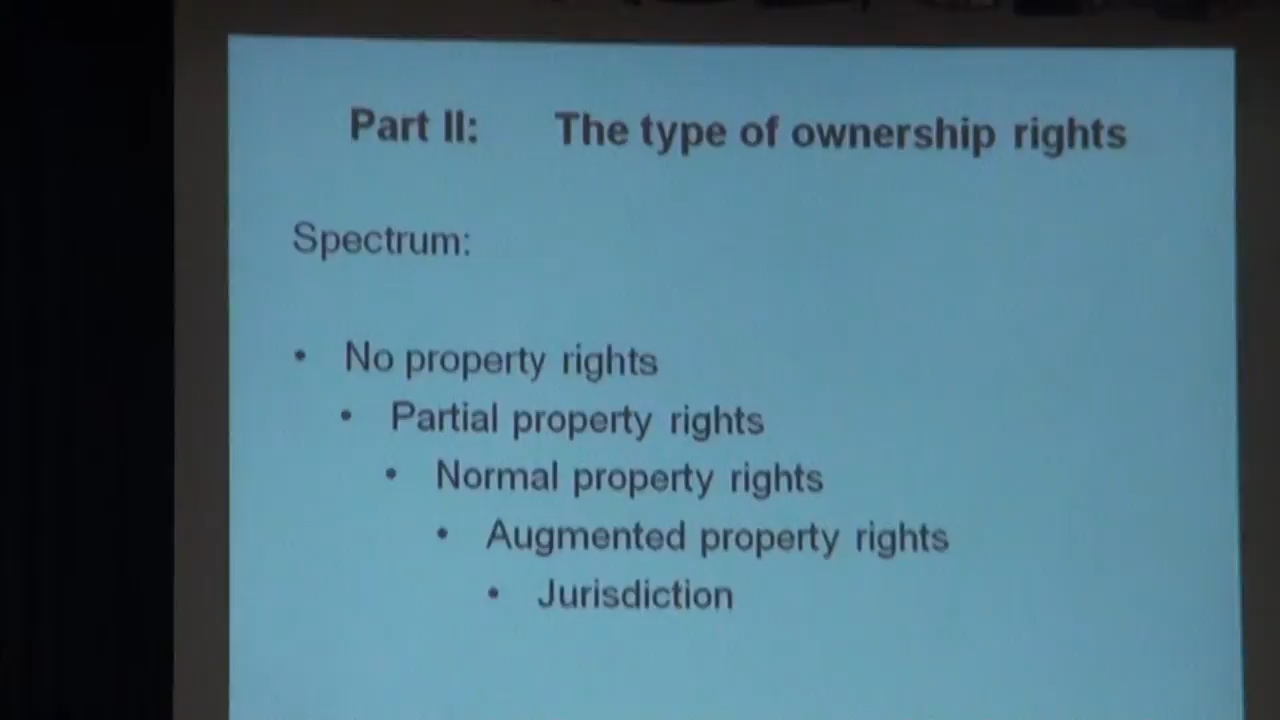 Part II: The type of ownership rights
Spectrum:
• No property rights
• Partial property rights
• Normal property rights
• Augmented property rights
• Jurisdiction